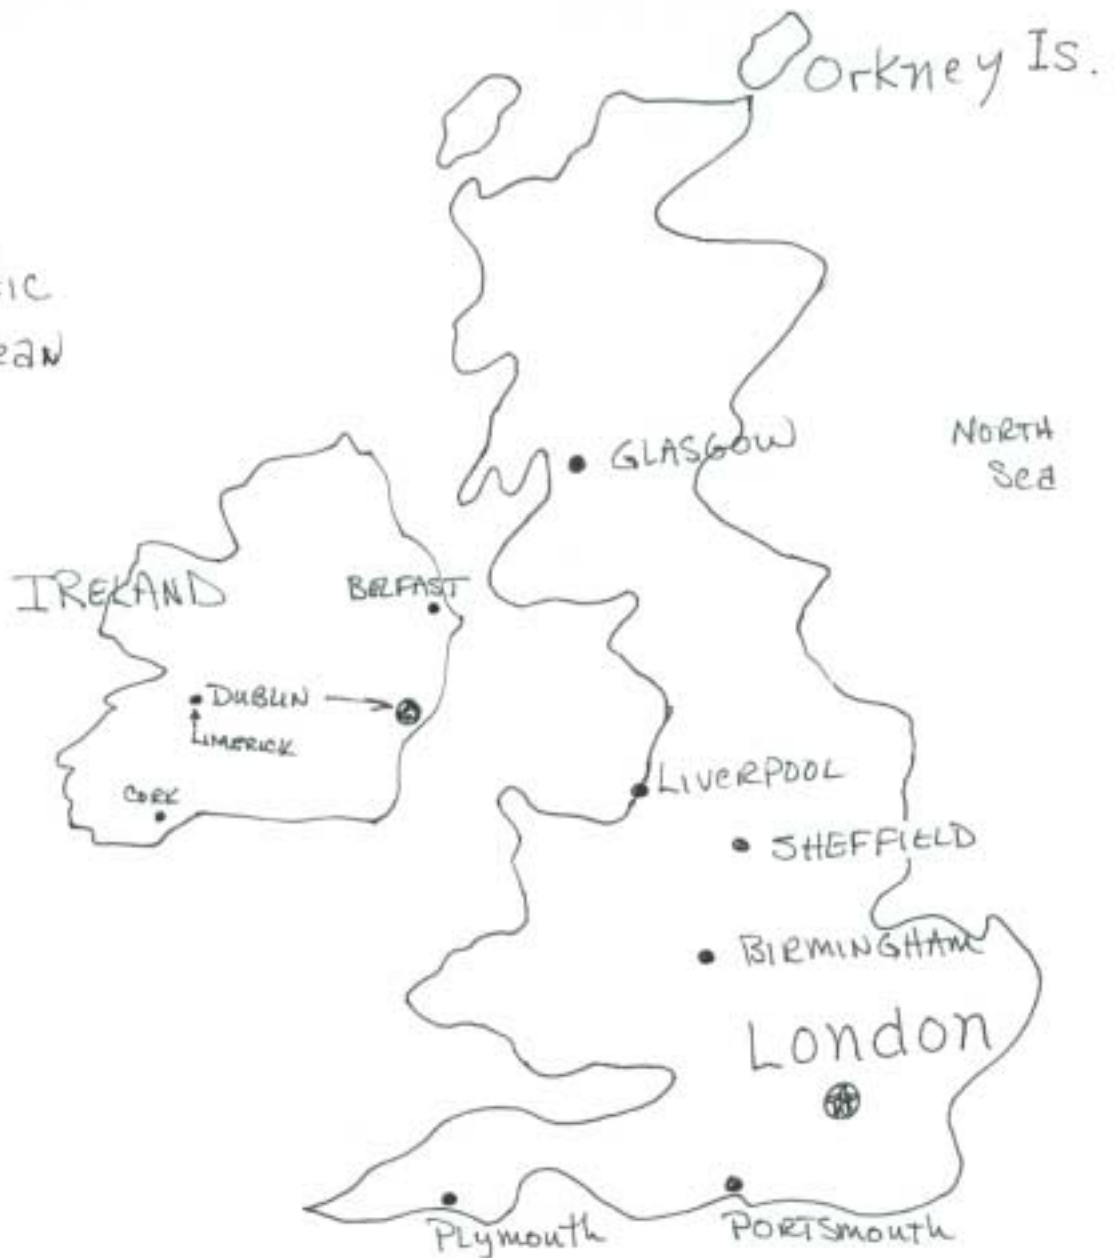 Orkney Is.
ic
ean
GLASGOW
NORTH
Sea
IRELAND
BELFAST
DUBLIN
LIMERICK
CORK
LIVERPOOL
SHEFFIELD
BIRMINGHAM
London
Plymouth
PORTSmouth